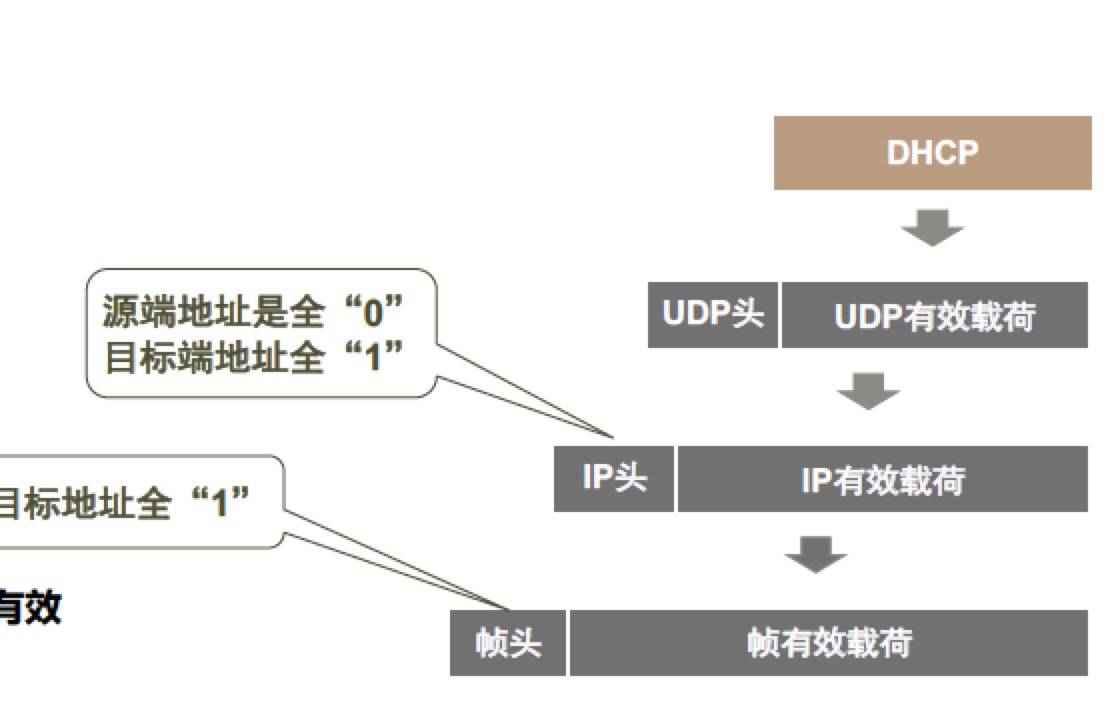 DHCP
源端地址是全“0”
目标端地址全“1”
UDP头
UDP有效载荷
IP头
IP有效载荷
目标地址全“1”
有效
帧头
帧有效载荷